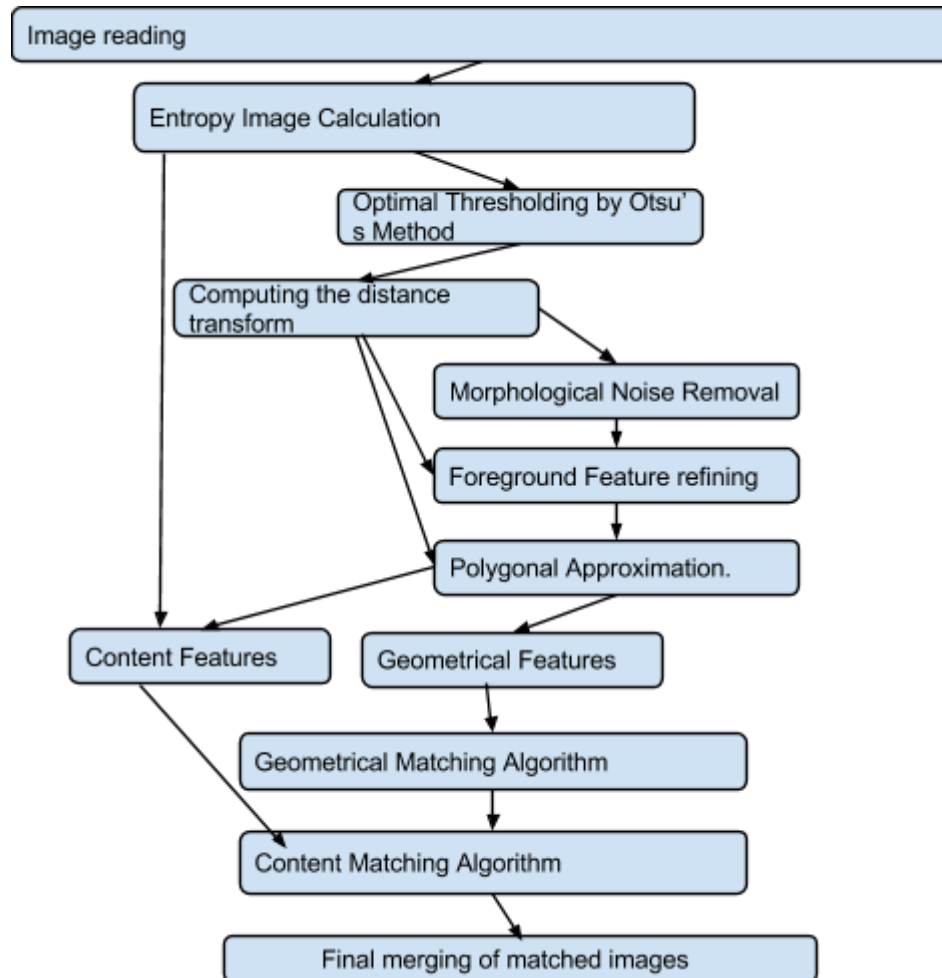 Image reading
Entropy Image Calculation
Optimal Thresholding by Otsu'
s Method
Computing the distance
transform
Morphological Noise Removal
Foreground Feature refining
Polygonal Approximation.
Content Features
Geometrical Features
Geometrical Matching Algorithm
Content Matching Algorithm
Final merging of matched images